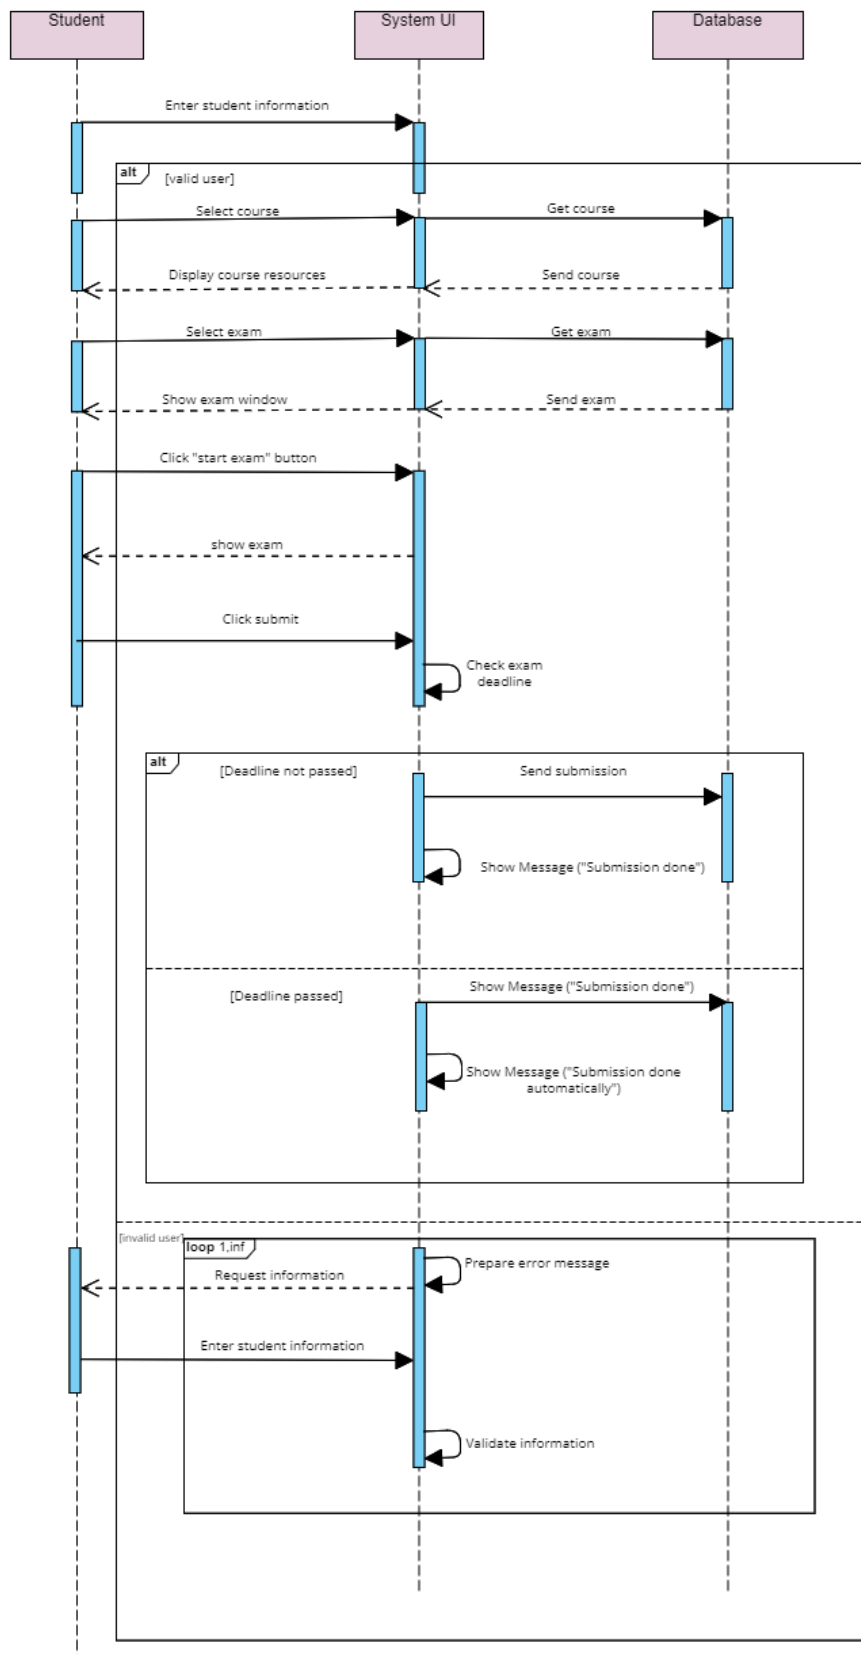 Student
System UI
Database
Enter student information
alt
[valid user]
Select course
Get course
Display course resources
Send course
Select exam
Get exam
Show exam window
Send exam
Click "start exam" button
show exam
Click submit
Check exam
deadline
alt
[Deadline not passed]
Send submission
Show Message ("Submission done")
Show Message ("Submission done")
[Deadline passed]
Show Message ("Submission done
automatically")
[invalid user]
loop 1,inf
Prepare error message
Request information
Enter student information
Validate information